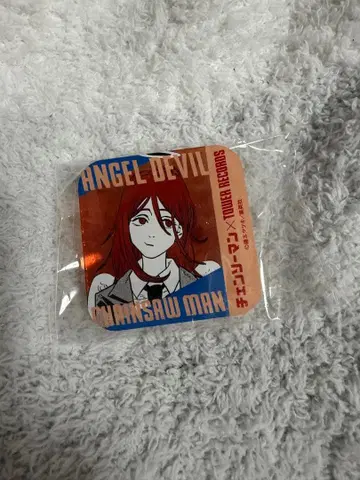 ANGEL DEVIL
CHAINSAW MAN
チェンソーマン×TOWER RECORDS